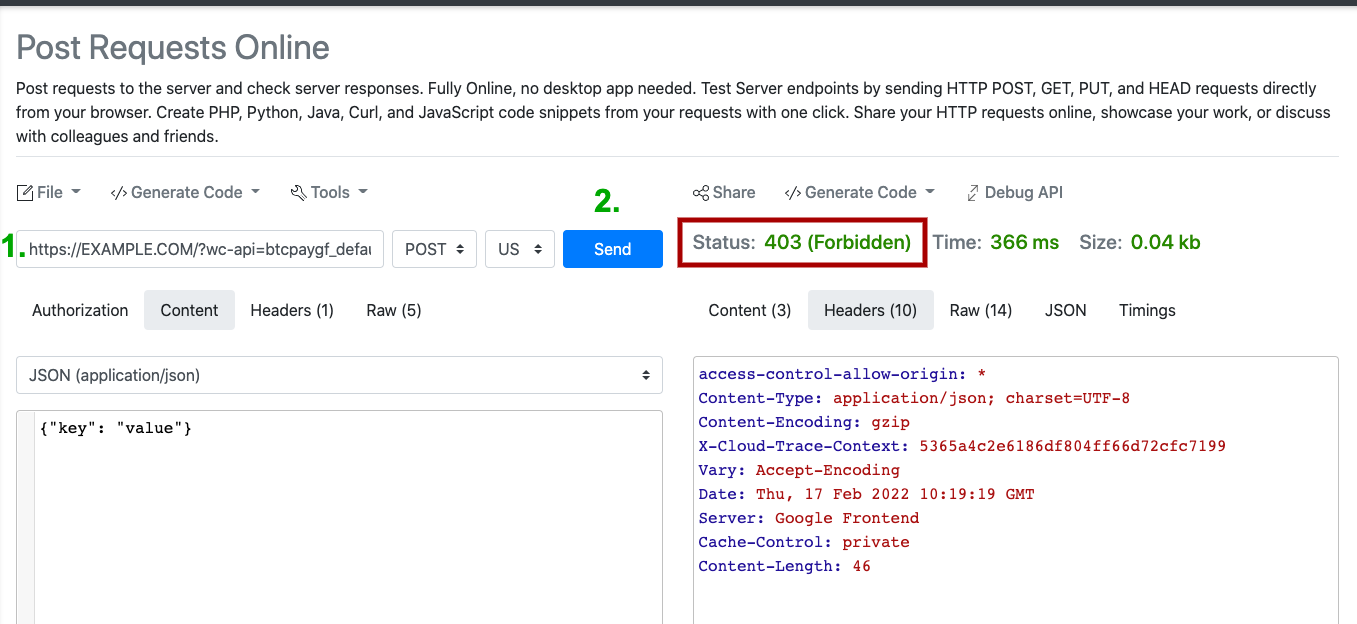 Post Requests Online
Post requests to the server and check server responses. Fully Online, no desktop app needed. Test Server endpoints by sending HTTP POST, GET, PUT, and HEAD requests directly
from your browser. Create PHP, Python, Java, Curl, and JavaScript code snippets from your requests with one click. Share your HTTP requests online, showcase your work, or discuss
with colleagues and friends.
File
</> Generate Code
Tools
2.
1.
https://EXAMPLE.COM/?wc-api=btcpaygf_defau
POST
US
Send
Authorization
Content
Headers (1)
Raw (5)
JSON (application/json)
{"key": "value"}
Share
</> Generate Code
Debug API
Status: 403 (Forbidden)
Time: 366 ms
Size: 0.04 kb
Content (3)
Headers (10)
Raw (14)
JSON
Timings
access-control-allow-origin: *
Content-Type: application/json; charset=UTF-8
Content-Encoding: gzip
X-Cloud-Trace-Context: 5365a4c2e6186df804ff66d72cfc7199
Vary: Accept-Encoding
Date: Thu, 17 Feb 2022 10:19:19 GMT
Server: Google Frontend
Cache-Control: private
Content-Length: 46